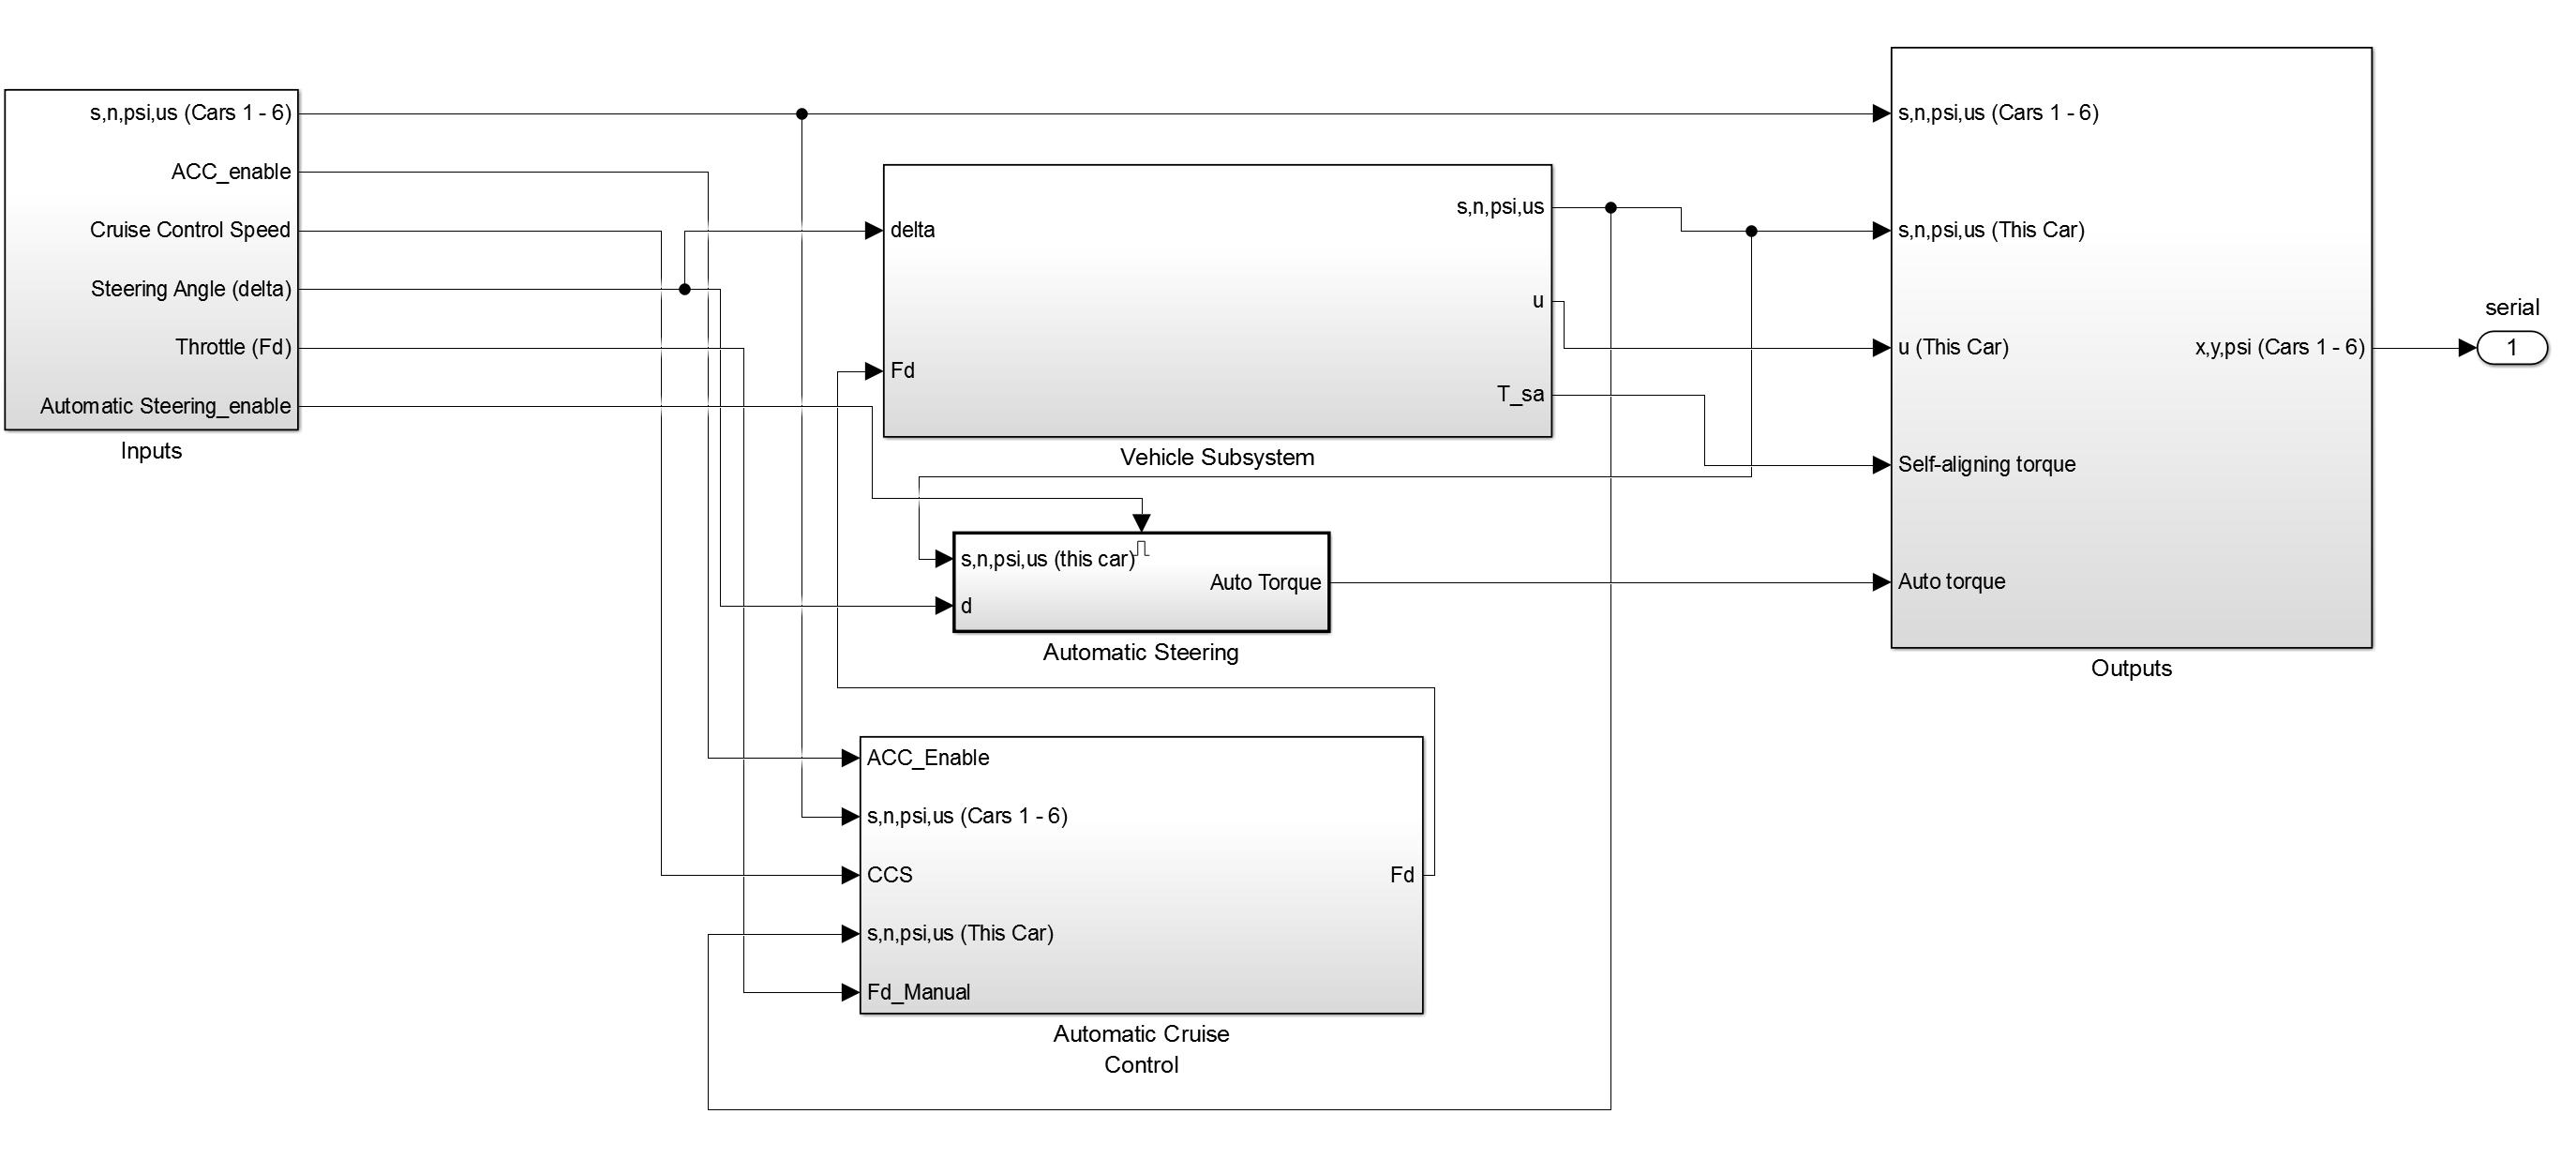 s,n,psi,us (Cars 1 - 6)
ACC_enable
Cruise Control Speed
Steering Angle (delta)
Throttle (Fd)
Automatic Steering_enable
Inputs
delta
Fd
s,n,psi,us
u
T_sa
Vehicle Subsystem
s,n,psi,us (this car)
d
Auto Torque
Automatic Steering
ACC_Enable
s,n,psi,us (Cars 1 - 6)
CCS
s,n,psi,us (This Car)
Fd_Manual
Fd
Automatic Cruise
Control
s,n,psi,us (Cars 1 - 6)
s,n,psi,us (This Car)
u (This Car)
Self-aligning torque
Auto torque
x,y,psi (Cars 1 - 6)
Outputs
serial
1